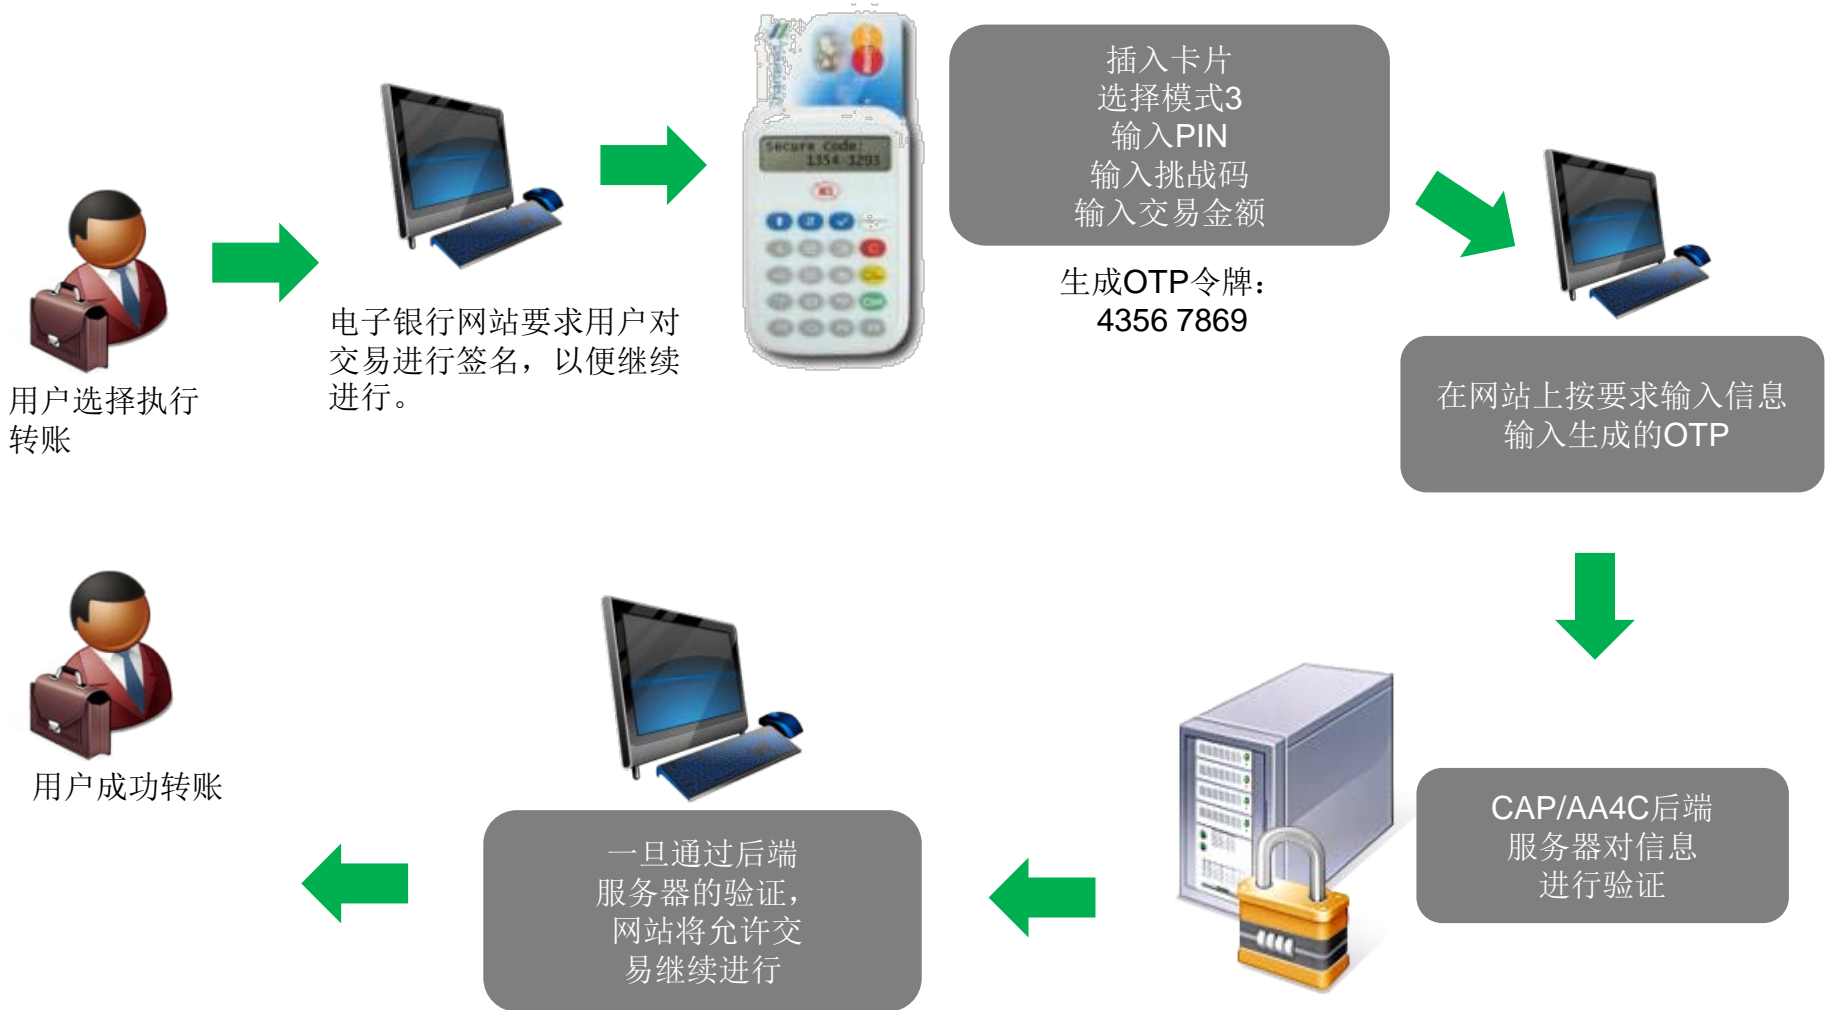 用户选择执行
转账
电子银行网站要求用户对
交易进行签名，以便继续
进行。
Secure Code:
1354 3293
插入卡片
选择模式3
输入PIN
输入挑战码
输入交易金额
生成OTP令牌：
4356 7869
在网站上按要求输入信息
输入生成的OTP
CAP/AA4C后端
服务器对信息
进行验证
一旦通过后端
服务器的验证，
网站将允许交
易继续进行
用户成功转账